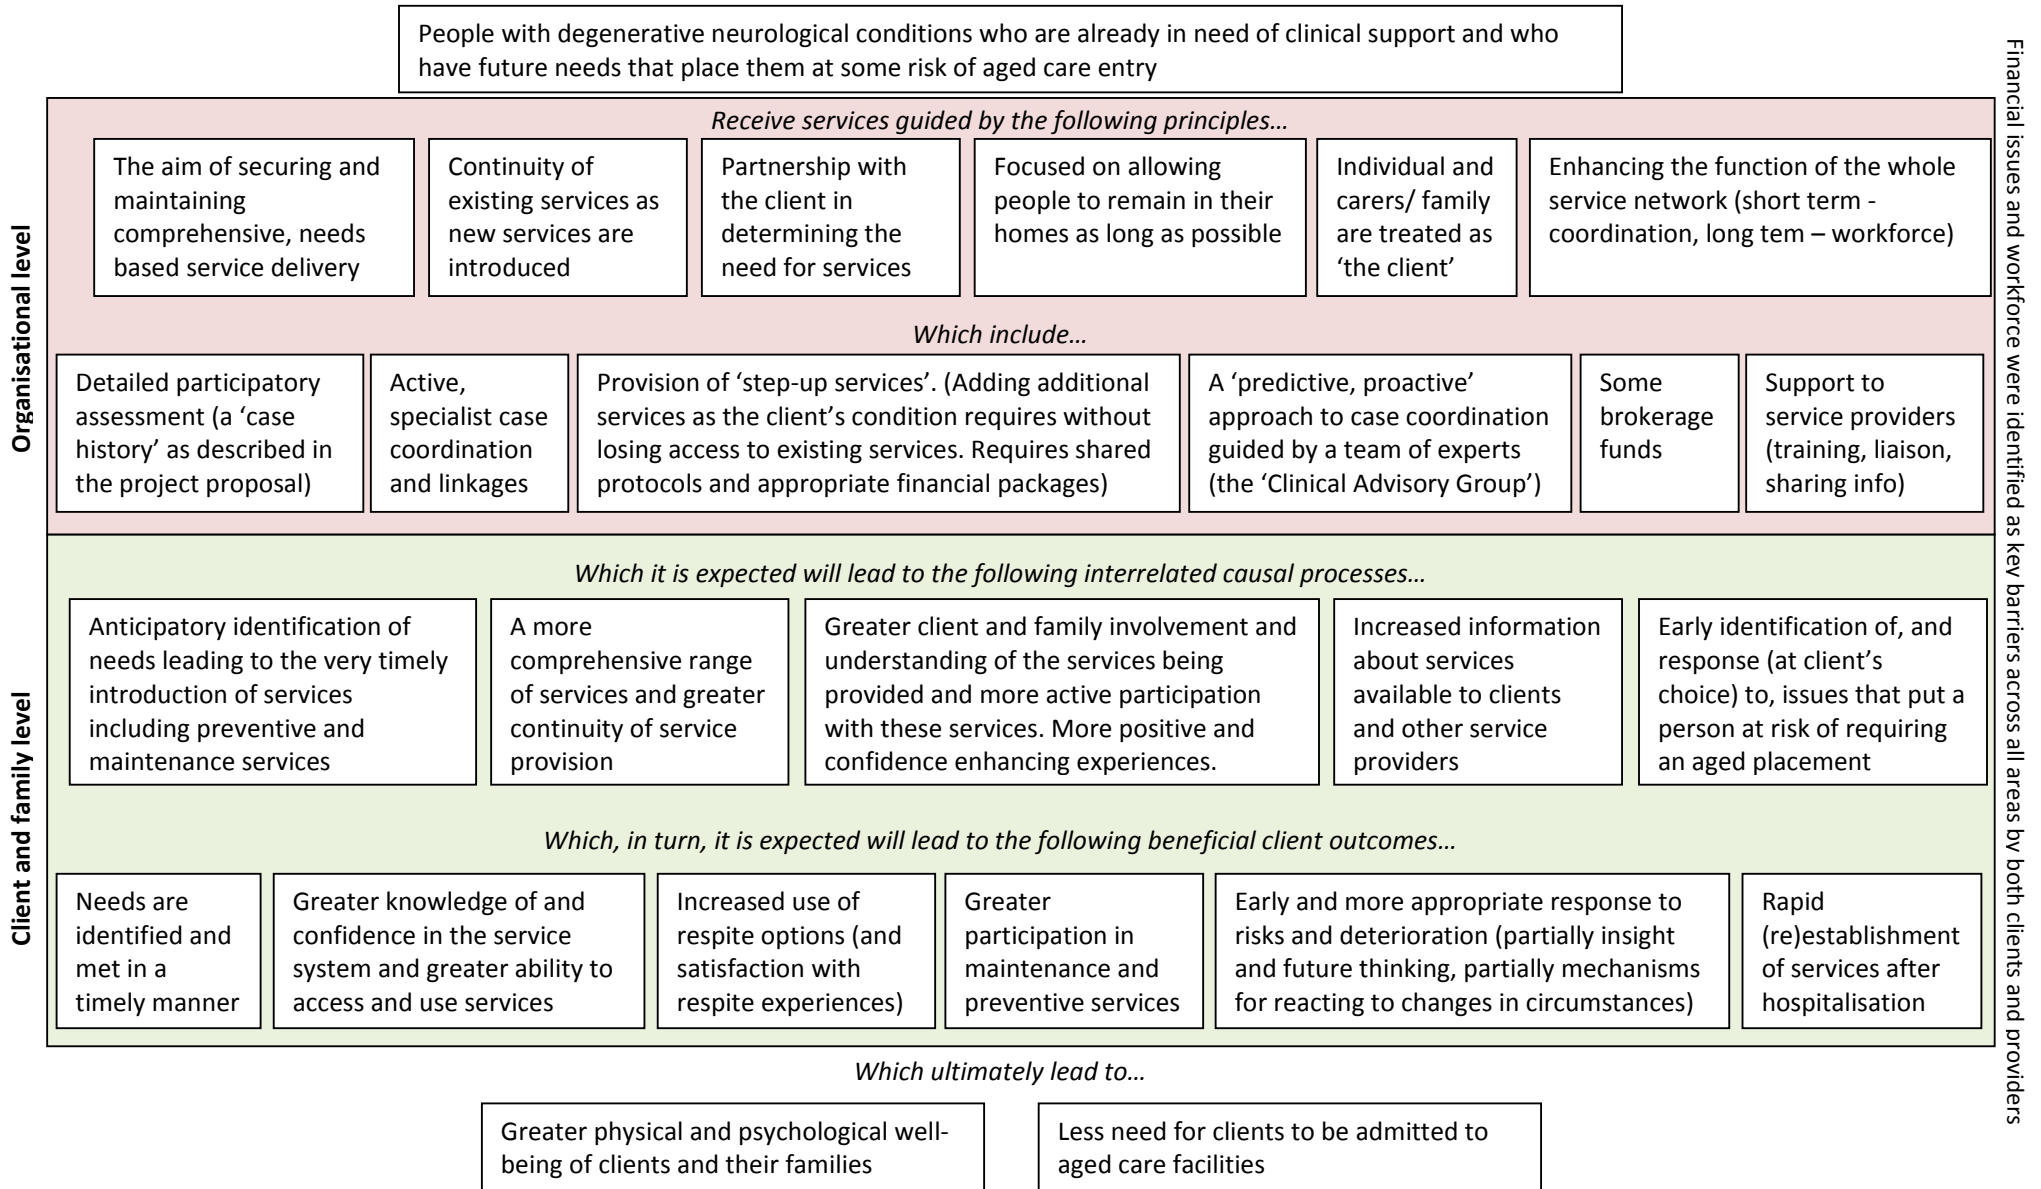 People with degenerative neurological conditions who are already in need of clinical support and who
have future needs that place them at some risk of aged care entry
Organisational level
Receive services guided by the following principles…
The aim of securing and
maintaining
comprehensive, needs
based service delivery
Continuity of
existing services as
new services are
introduced
Partnership with
the client in
determining the
need for services
Focused on allowing
people to remain in their
homes as long as possible
Individual and
carers/ family
are treated as
‘the client’
Enhancing the function of the whole
service network (short term -
coordination, long tem – workforce)
Which include…
Detailed participatory
assessment (a ‘case
history’ as described in
the project proposal)
Active,
specialist case
coordination
and linkages
Provision of ‘step-up services’. (Adding additional
services as the client’s condition requires without
losing access to existing services. Requires shared
protocols and appropriate financial packages)
A ‘predictive, proactive’
approach to case coordination
guided by a team of experts
(the ‘Clinical Advisory Group’)
Some
brokerage
funds
Support to
service providers
(training, liaison,
sharing info)
Client and family level
Which it is expected will lead to the following interrelated causal processes…
Anticipatory identification of
needs leading to the very timely
introduction of services
including preventive and
maintenance services
A more
comprehensive range
of services and greater
continuity of service
provision
Greater client and family involvement and
understanding of the services being
provided and more active participation
with these services. More positive and
confidence enhancing experiences.
Increased information
about services
available to clients
and other service
providers
Early identification of, and
response (at client’s
choice) to, issues that put a
person at risk of requiring
an aged placement
Which, in turn, it is expected will lead to the following beneficial client outcomes…
Needs are
identified and
met in a
timely manner
Greater knowledge of and
confidence in the service
system and greater ability to
access and use services
Increased use of
respite options (and
satisfaction with
respite experiences)
Greater
participation in
maintenance and
preventive services
Early and more appropriate response to
risks and deterioration (partially insight
and future thinking, partially mechanisms
for reacting to changes in circumstances)
Rapid
(re)establishment
of services after
hospitalisation
Which ultimately lead to…
Greater physical and psychological well-
being of clients and their families
Less need for clients to be admitted to
aged care facilities
Financial issues and workforce were identified as key barriers across all areas by both clients and providers